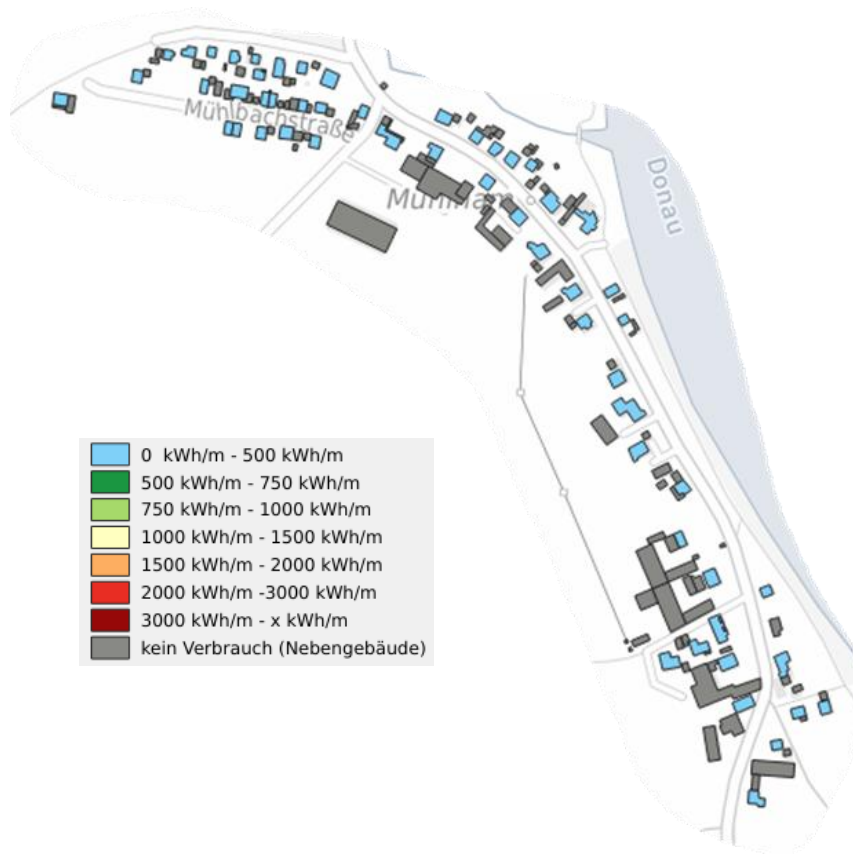 Mühlbachstraße
Mühlham
Donau
0 kWh/m - 500 kWh/m
500 kWh/m - 750 kWh/m
750 kWh/m - 1000 kWh/m
1000 kWh/m - 1500 kWh/m
1500 kWh/m - 2000 kWh/m
2000 kWh/m -3000 kWh/m
3000 kWh/m - x kWh/m
kein Verbrauch (Nebengebäude)